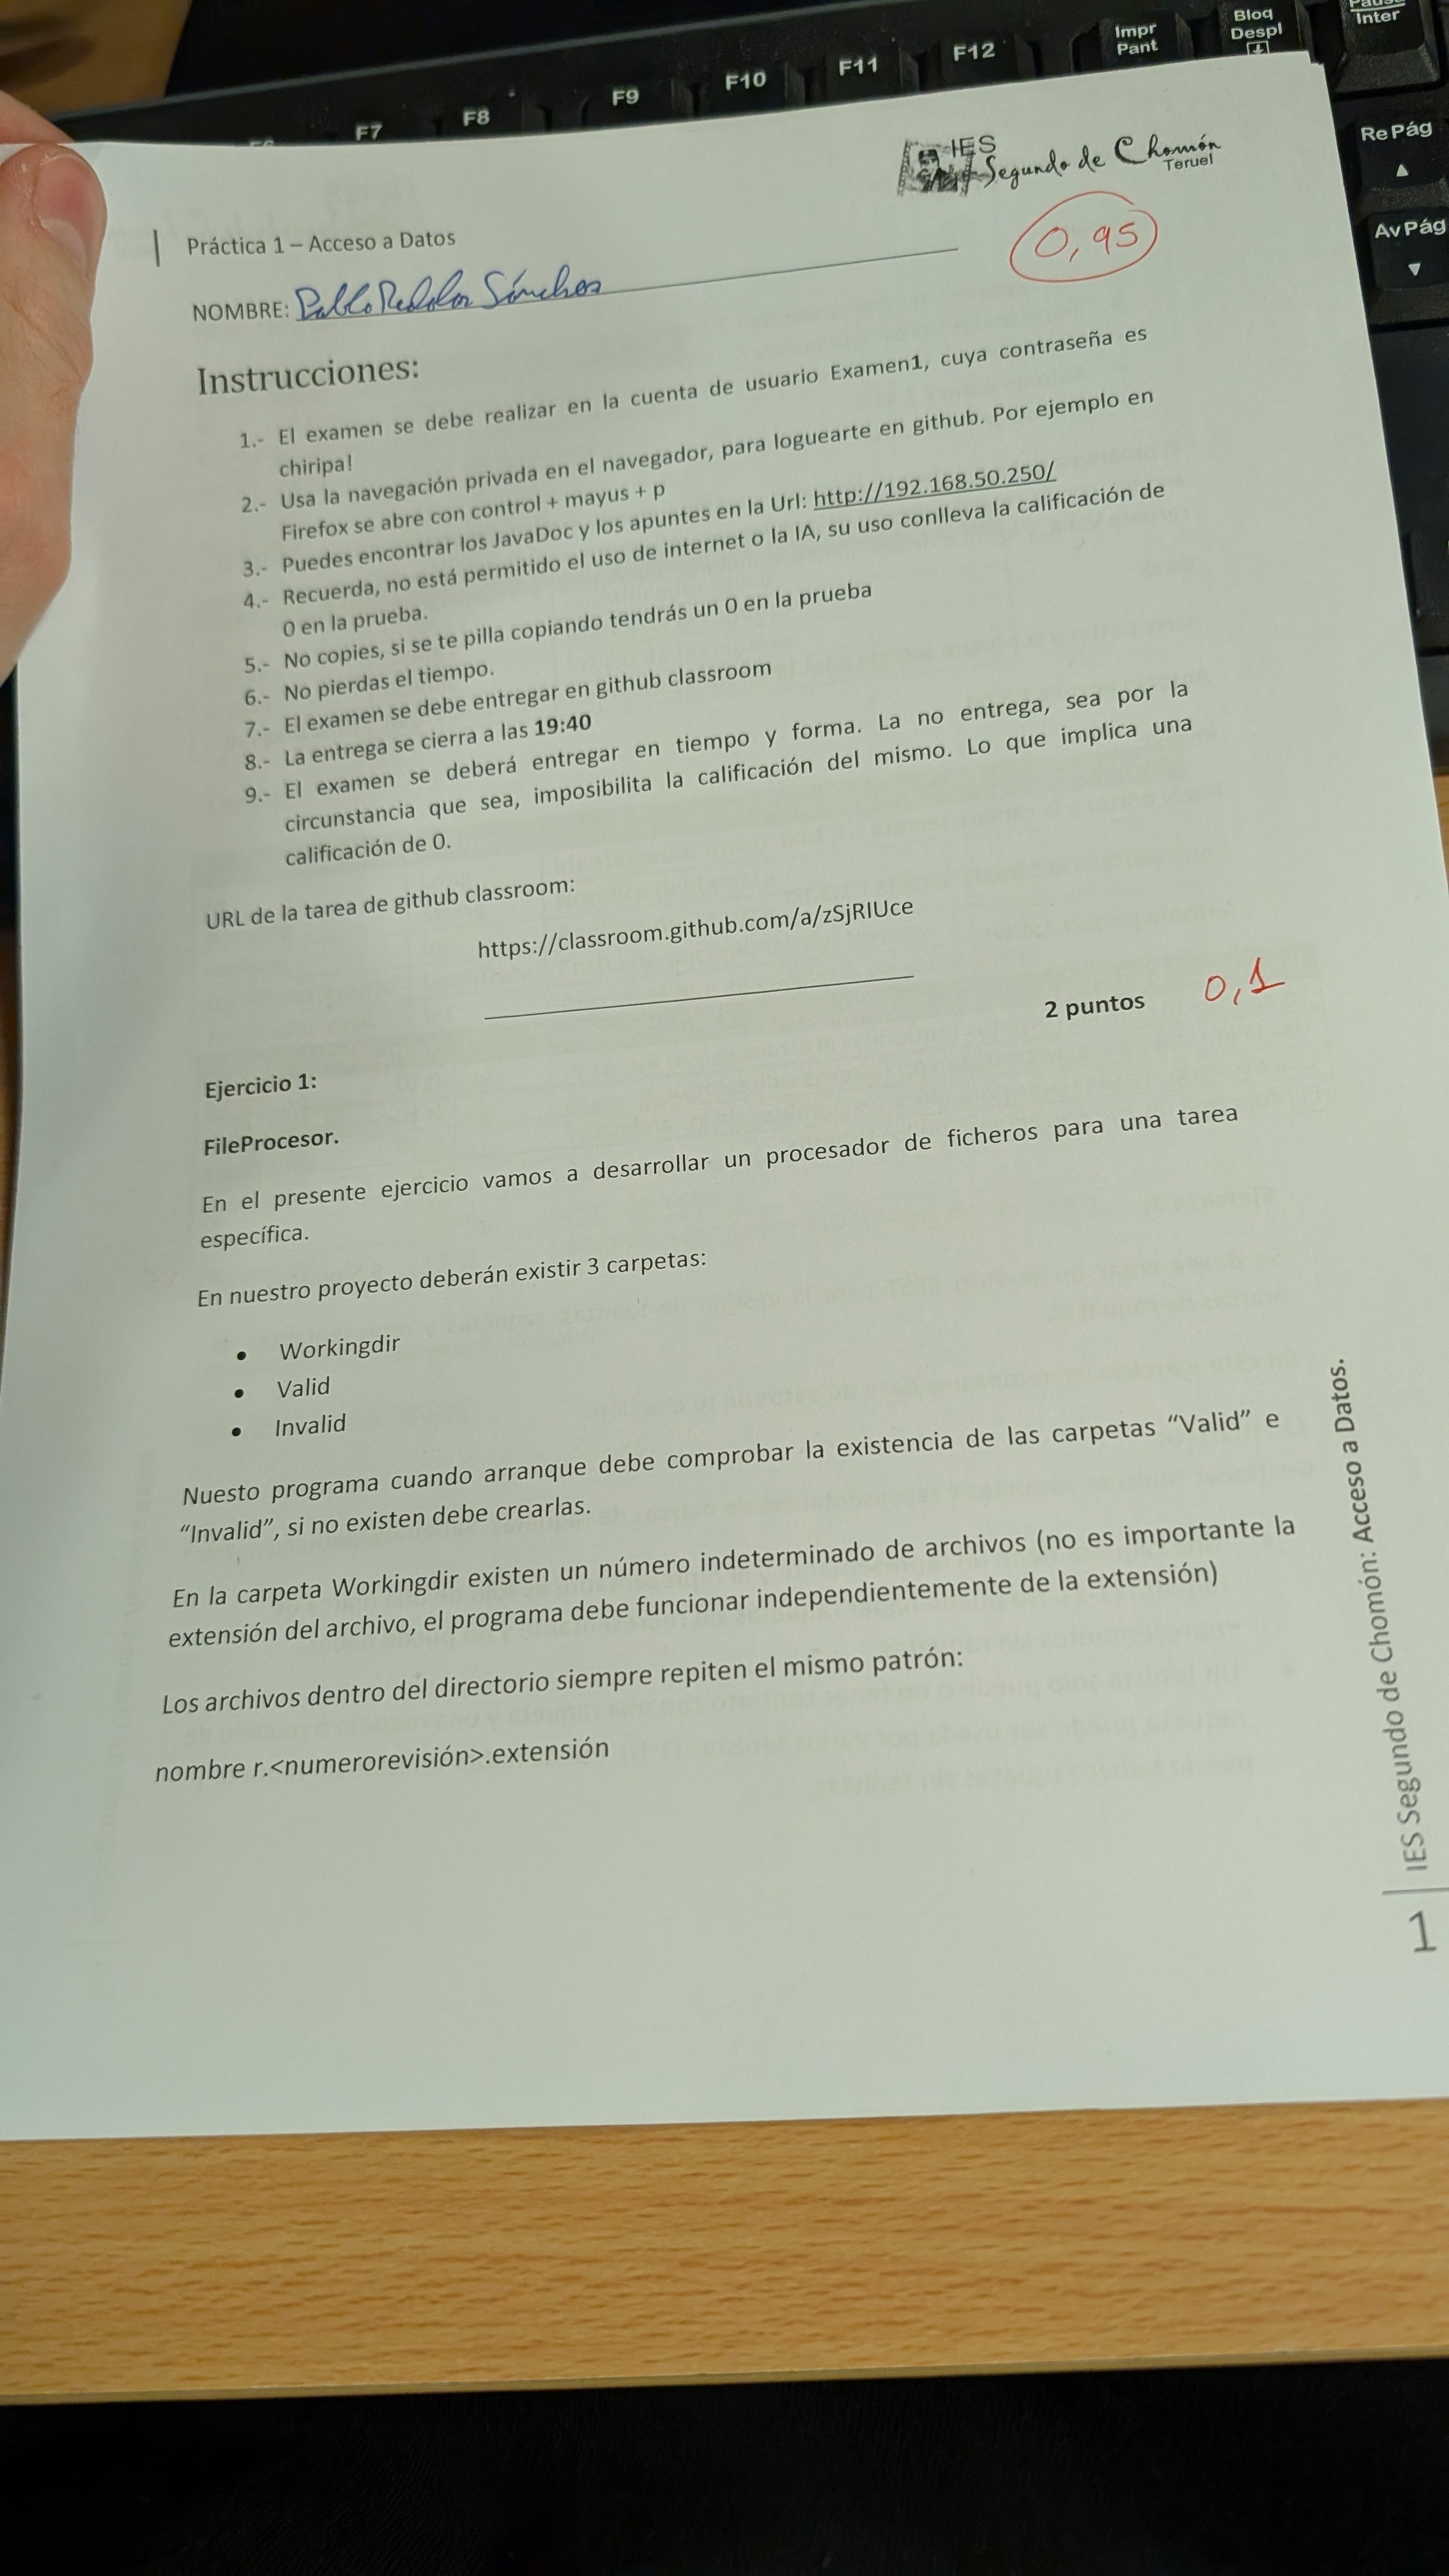 Impr
Pant
Bloq
Despl
Inter
F7
F8
F9
F10
F11
F12
Re Pág
Av Pág
IES
Segundo de Chomón
Teruel
Práctica 1 – Acceso a Datos
0,95
NOMBRE: Pablo Redolar Sánchez
Instrucciones:
1.- El examen se debe realizar en la cuenta de usuario Examen1, cuya contraseña es
chiripa!
2.- Usa la navegación privada en el navegador, para loguearte en github. Por ejemplo en
Firefox se abre con control + mayus + p
3.- Puedes encontrar los JavaDoc y los apuntes en la Url: http://192.168.50.250/
4.- Recuerda, no está permitido el uso de internet o la IA, su uso conlleva la calificación de
0 en la prueba.
5.- No copies, si se te pilla copiando tendrás un 0 en la prueba
6.- No pierdas el tiempo.
7.- El examen se debe entregar en github classroom
8.- La entrega se cierra a las 19:40
9.- El examen se deberá entregar en tiempo y forma. La no entrega, sea por la
circunstancia que sea, imposibilita la calificación del mismo. Lo que implica una
calificación de 0.
URL de la tarea de github classroom:
https://classroom.github.com/a/zSjRIUce
2 puntos
0,1
Ejercicio 1:
FileProcesor.
En el presente ejercicio vamos a desarrollar un procesador de ficheros para una tarea
específica.
En nuestro proyecto deberán existir 3 carpetas:
• Workingdir
• Valid
• Invalid
Nuesto programa cuando arranque debe comprobar la existencia de las carpetas “Valid” e
“Invalid”, si no existen debe crearlas.
En la carpeta Workingdir existen un número indeterminado de archivos (no es importante la
extensión del archivo, el programa debe funcionar independientemente de la extensión)
Los archivos dentro del directorio siempre repiten el mismo patrón:
nombre r.<numerorevisión>.extensión
1 | IES Segundo de Chomón: Acceso a Datos.